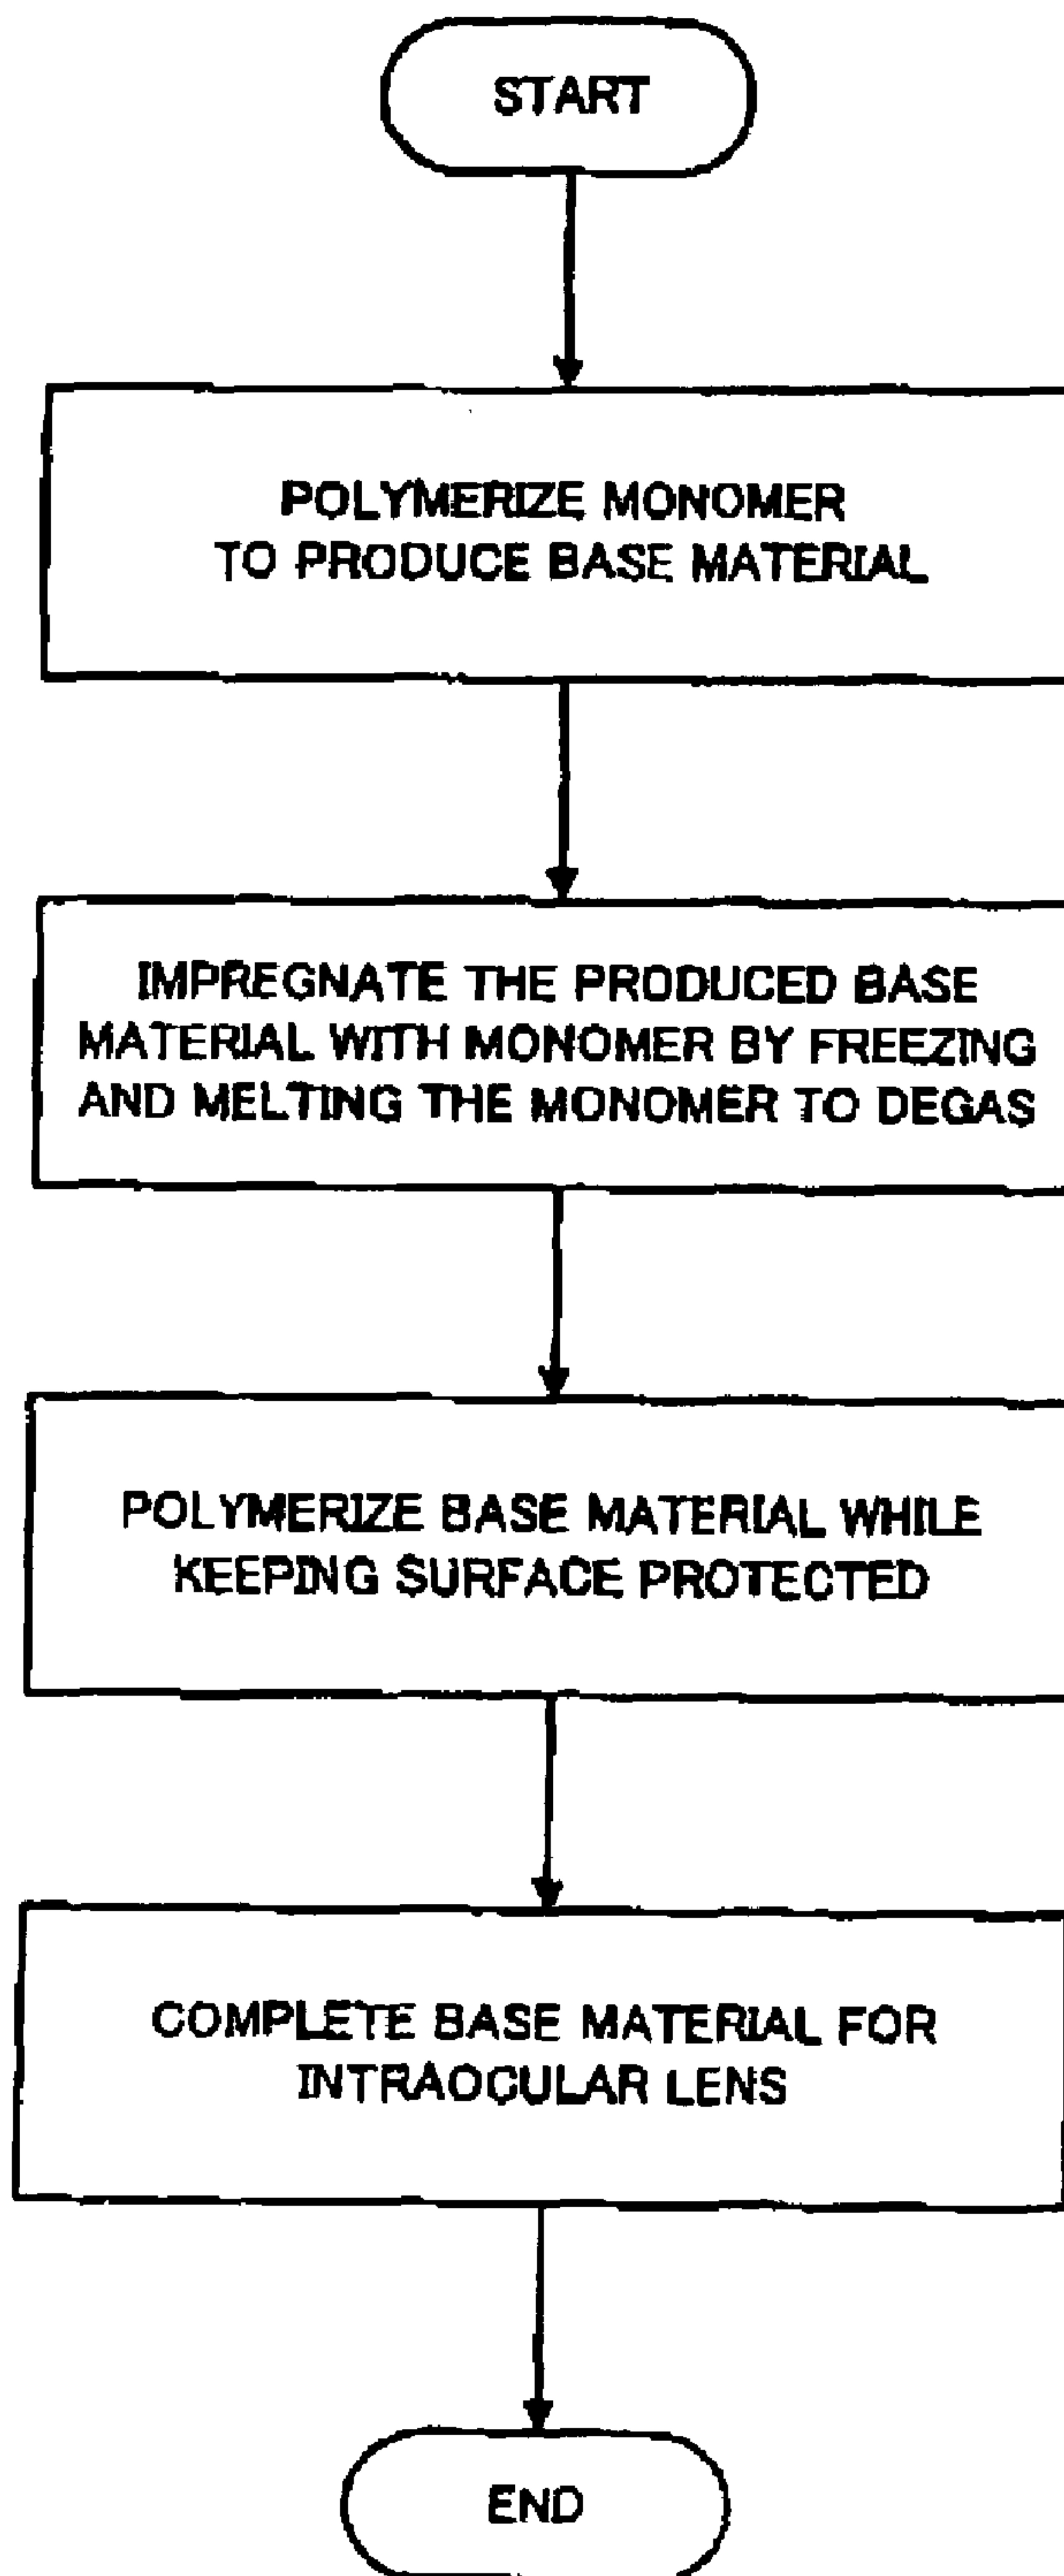 START
POLYMERIZE MONOMER
TO PRODUCE BASE MATERIAL
IMPREGNATE THE PRODUCED BASE
MATERIAL WITH MONOMER BY FREEZING
AND MELTING THE MONOMER TO DEGAS
POLYMERIZE BASE MATERIAL WHILE
KEEPING SURFACE PROTECTED
COMPLETE BASE MATERIAL FOR
INTRAOCULAR LENS
END